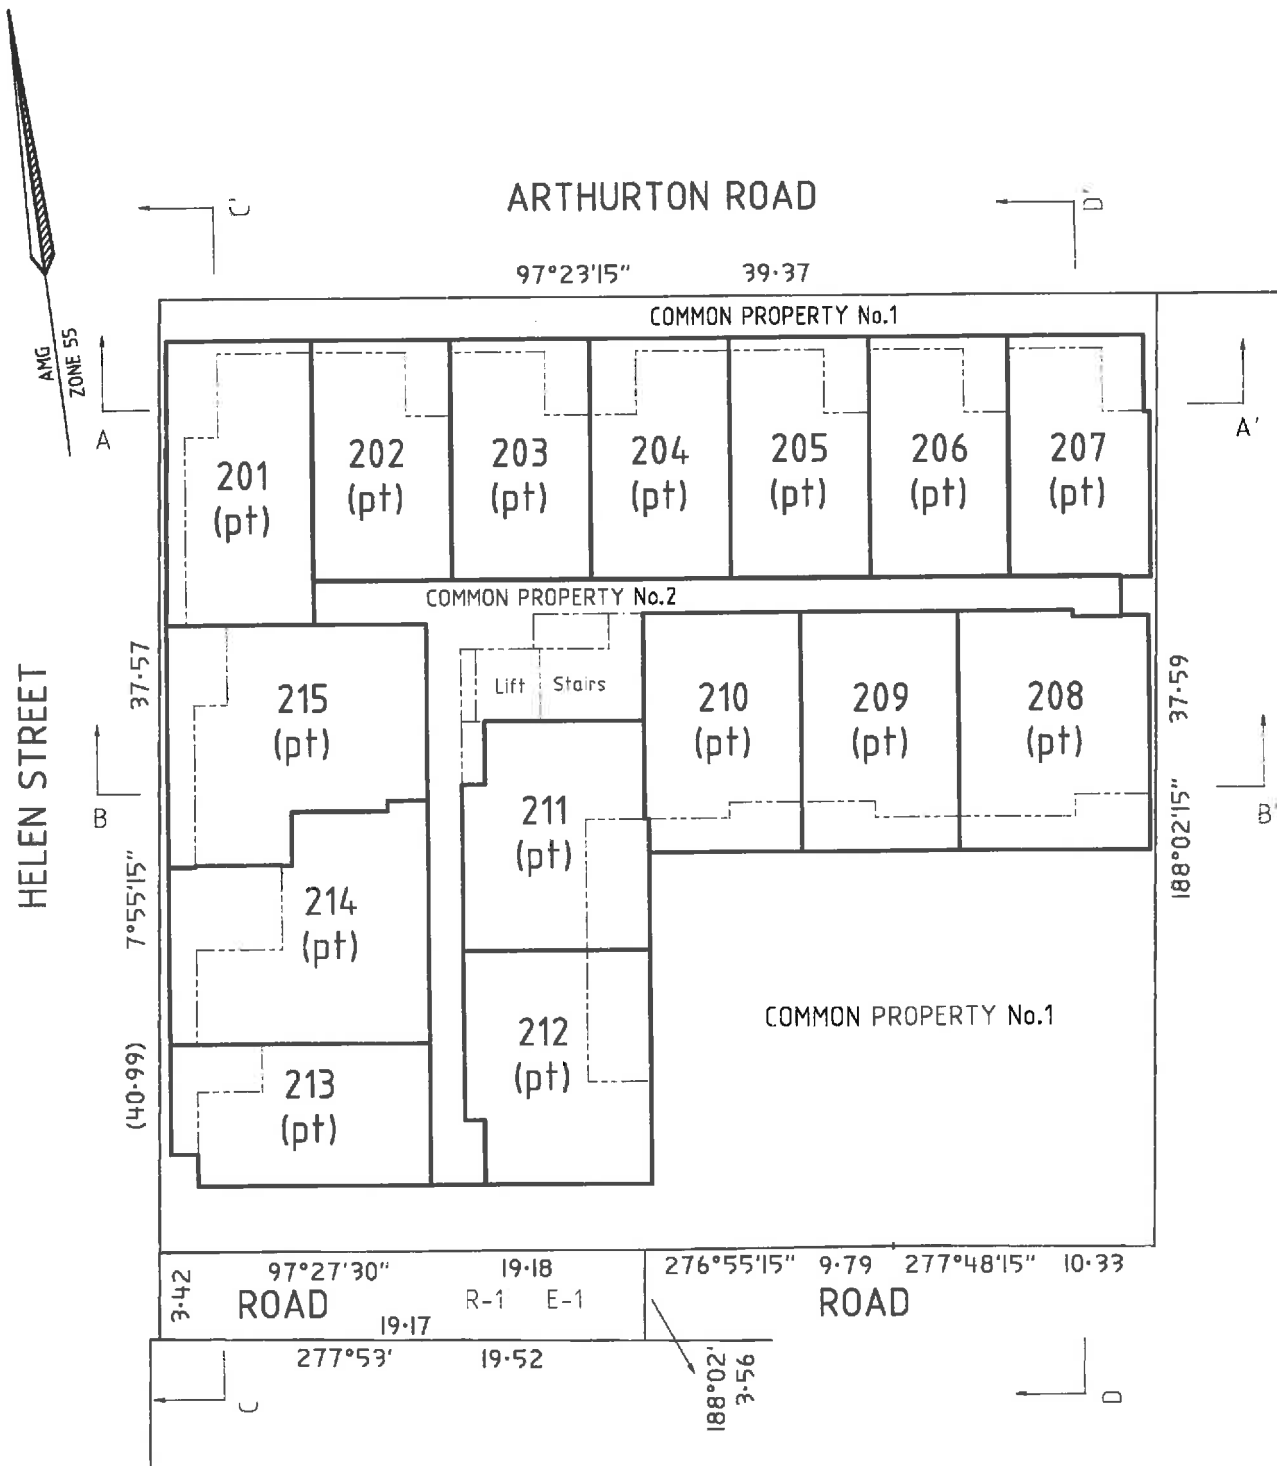 ARTHURTON ROAD
C'
D'
97°23'15" 39·37
COMMON PROPERTY No.1
AMG
ZONE 55
A
A'
201
(pt)
202
(pt)
203
(pt)
204
(pt)
205
(pt)
206
(pt)
207
(pt)
COMMON PROPERTY No.2
HELEN STREET
37·57
7°55'15"
(40·99)
37·59
188°02'15"
215
(pt)
Lift
Stairs
210
(pt)
209
(pt)
208
(pt)
B
B'
211
(pt)
214
(pt)
212
(pt)
COMMON PROPERTY No.1
213
(pt)
3·42
97°27'30" 19·18
ROAD
R-1 E-1
19·17
277°53' 19·52
276°55'15" 9·79 277°48'15" 10·33
ROAD
188°02'
3·56
C
D